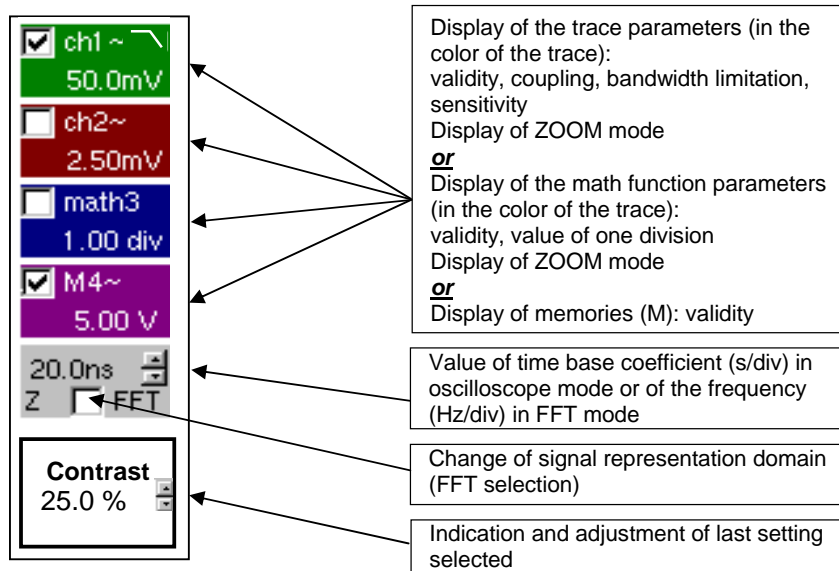 ch1 ~
50.0mV
ch2~
2.50mV
math3
1.00 div
M4~
5.00 V
20.0ns
Z FFT
Contrast
25.0 %
Display of the trace parameters (in the
color of the trace):
validity, coupling, bandwidth limitation,
sensitivity
Display of ZOOM mode
or
Display of the math function parameters
(in the color of the trace):
validity, value of one division
Display of ZOOM mode
or
Display of memories (M): validity
Value of time base coefficient (s/div) in
oscilloscope mode or of the frequency
(Hz/div) in FFT mode
Change of signal representation domain
(FFT selection)
Indication and adjustment of last setting
selected